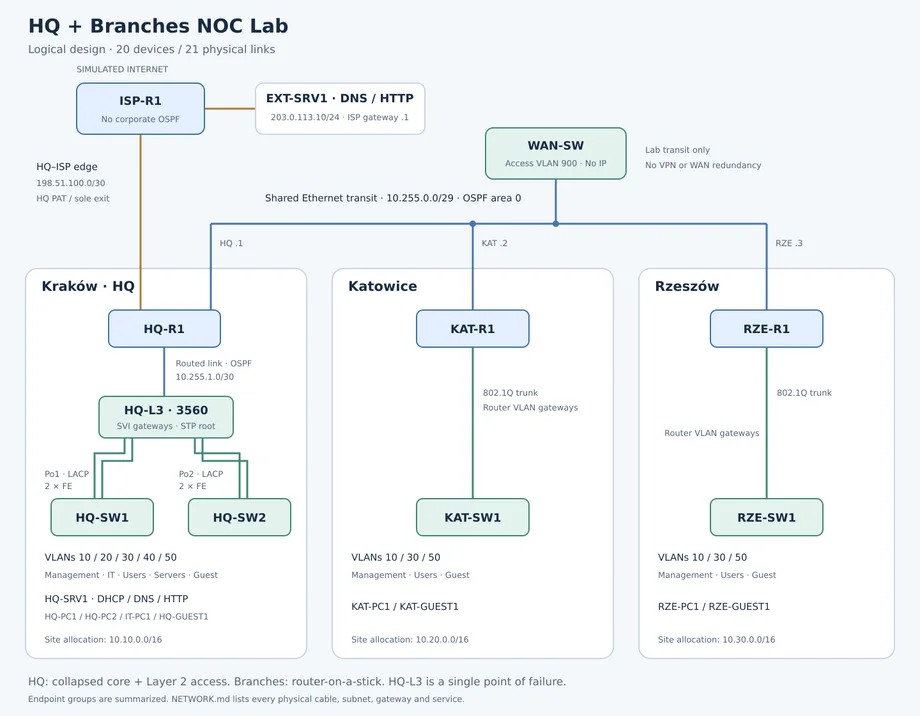 HQ + Branches NOC Lab
Logical design · 20 devices / 21 physical links
SIMULATED INTERNET
ISP-R1
No corporate OSPF
EXT-SRV1 · DNS / HTTP
203.0.113.10/24 · ISP gateway .1
WAN-SW
Access VLAN 900 · No IP
Lab transit only
No VPN or WAN redundancy
HQ–ISP edge
198.51.100.0/30
HQ PAT / sole exit
Shared Ethernet transit · 10.255.0.0/29 · OSPF area 0
HQ .1
KAT .2
RZE .3
Kraków · HQ
HQ-R1
Routed link · OSPF
10.255.1.0/30
HQ-L3 · 3560
SVI gateways · STP root
Po1 · LACP
2 × FE
Po2 · LACP
2 × FE
HQ-SW1
HQ-SW2
VLANs 10 / 20 / 30 / 40 / 50
Management · IT · Users · Servers · Guest
HQ-SRV1 · DHCP / DNS / HTTP
HQ-PC1 / HQ-PC2 / IT-PC1 / HQ-GUEST1
Site allocation: 10.10.0.0/16
Katowice
KAT-R1
802.1Q trunk
Router VLAN gateways
KAT-SW1
VLANs 10 / 30 / 50
Management · Users · Guest
KAT-PC1 / KAT-GUEST1
Site allocation: 10.20.0.0/16
Rzeszów
RZE-R1
802.1Q trunk
Router VLAN gateways
RZE-SW1
VLANs 10 / 30 / 50
Management · Users · Guest
RZE-PC1 / RZE-GUEST1
Site allocation: 10.30.0.0/16
HQ: collapsed core + Layer 2 access. Branches: router-on-a-stick. HQ-L3 is a single point of failure.
Endpoint groups are summarized. NETWORK.md lists every physical cable, subnet, gateway and service.